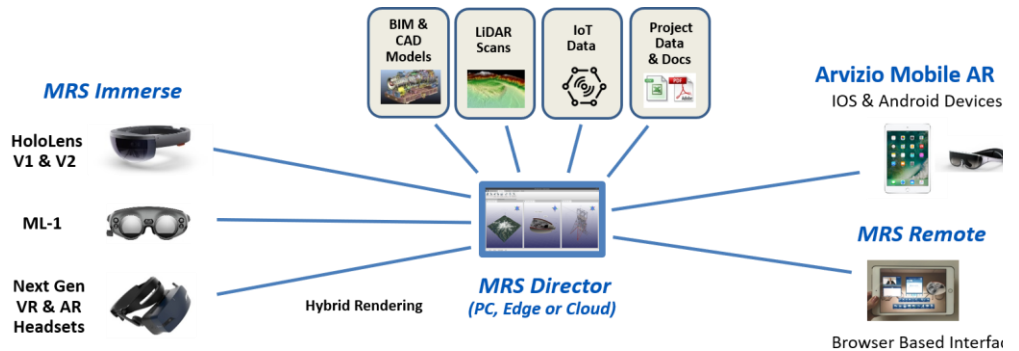 BIM &
CAD
Models
LiDAR
Scans
IoT
Data
Project
Data
& Docs
MRS Immerse
HoloLens
V1 & V2
ML-1
Next Gen
VR & AR
Headsets
Hybrid Rendering
MRS Director
(PC, Edge or Cloud)
Arvizio Mobile AR
IOS & Android Devices
MRS Remote
Browser Based Interfac